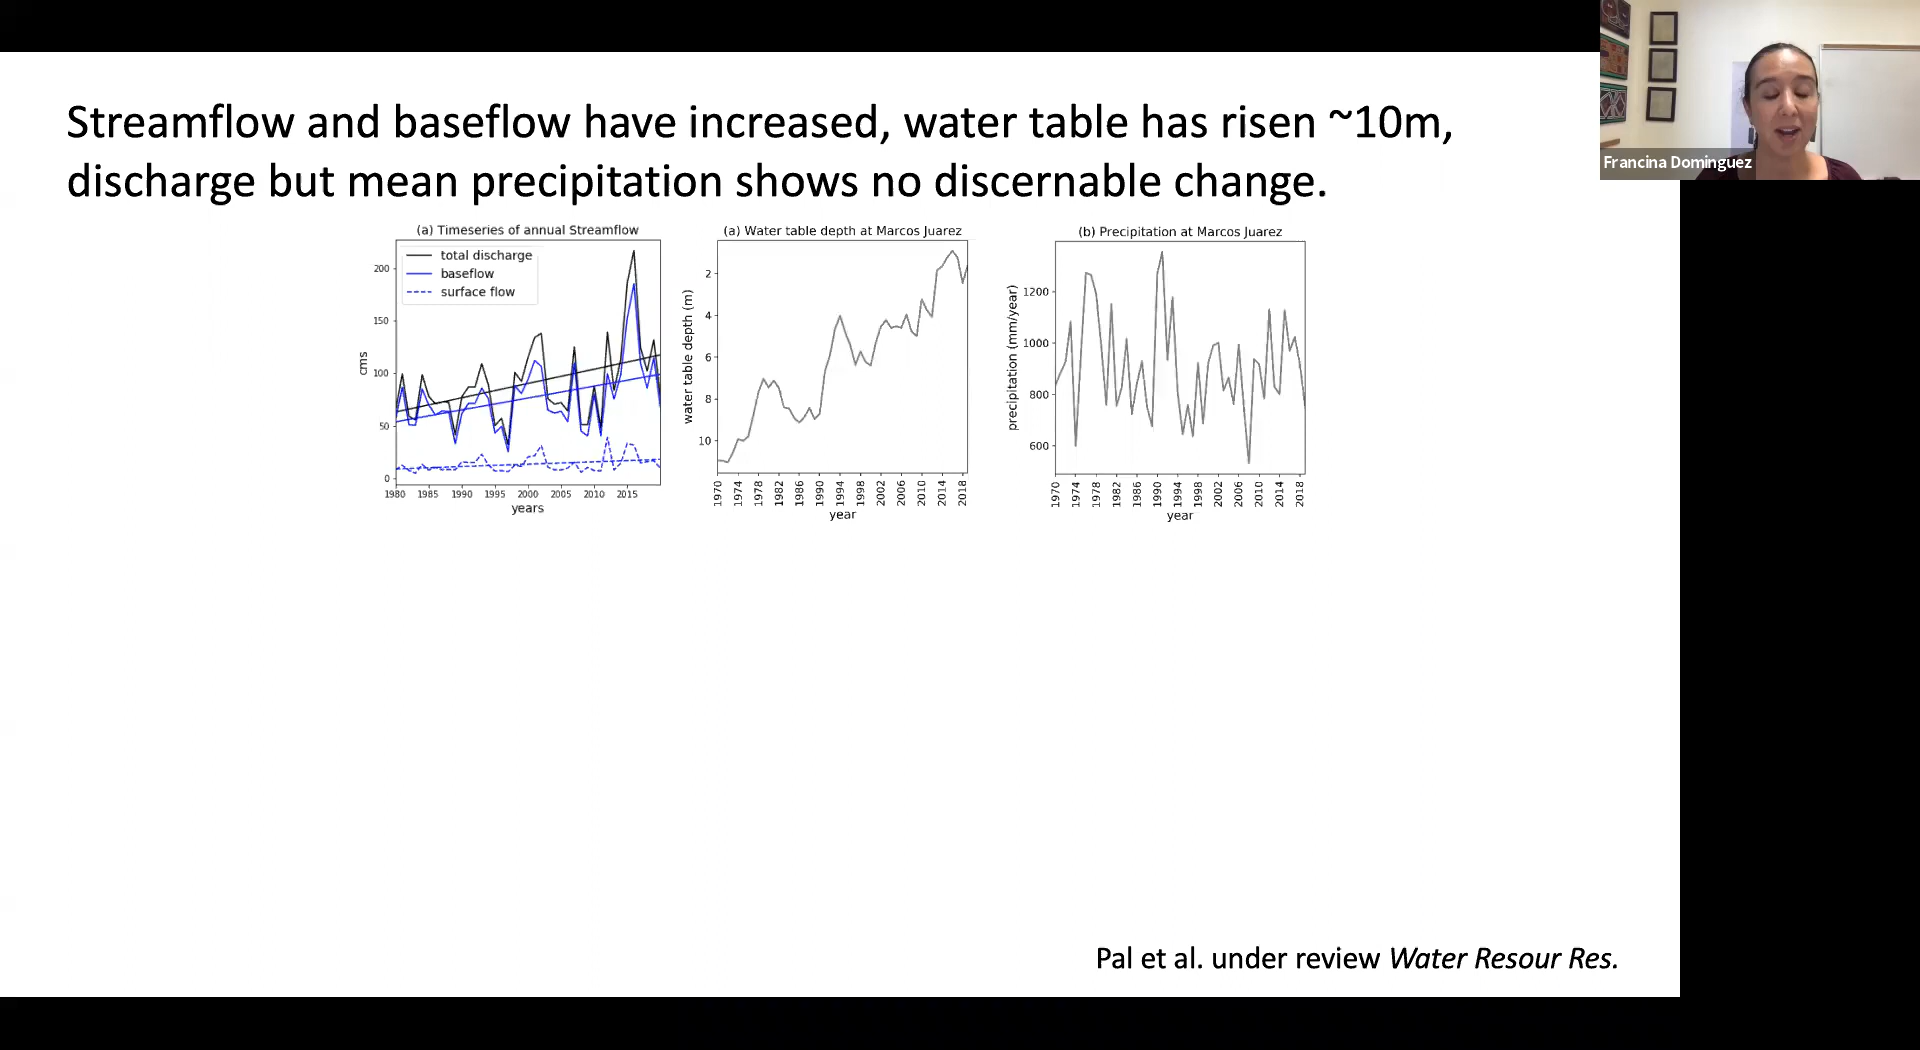 Streamflow and baseflow have increased, water table has risen ~10m,
discharge but mean precipitation shows no discernable change.
Francina Dominguez
(a) Timeseries of annual Streamflow
total discharge
baseflow
surface flow
cms
200
150
100
50
0
1980 1985 1990 1995 2000 2005 2010 2015
years
(a) Water table depth at Marcos Juarez
water table depth (m)
2
4
6
8
10
1970 1974 1978 1982 1986 1990 1994 1998 2002 2006 2010 2014 2018
year
(b) Precipitation at Marcos Juarez
precipitation (mm/year)
1200
1000
800
600
1970 1974 1978 1982 1986 1990 1994 1998 2002 2006 2010 2014 2018
year
Pal et al. under review Water Resour Res.